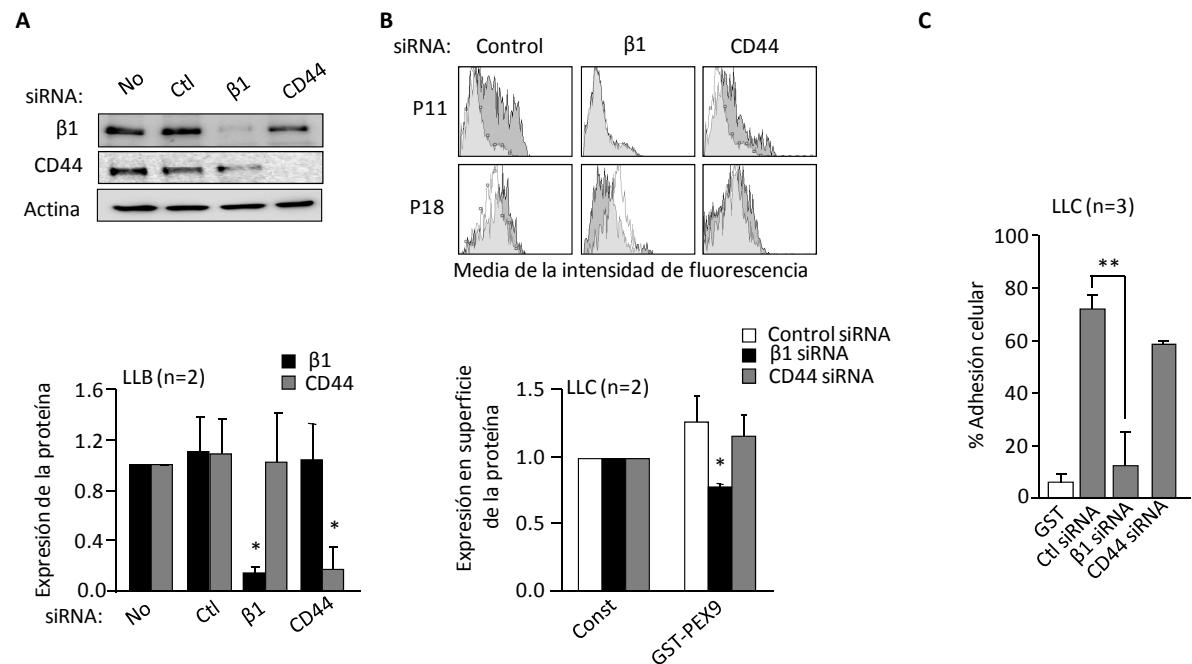 A
siRNA:
No
Ctl
β1
CD44
β1
CD44
Actina
β1
CD44
LLB (n=2)
Expresión de la proteína
1.6
1.2
0.8
0.4
0.0
siRNA:
No
Ctl
β1
CD44
*
*
B
siRNA:
Control
β1
CD44
P11
P18
Media de la intensidad de fluorescencia
Control siRNA
β1 siRNA
CD44 siRNA
LLC (n=2)
Expresión en superficie
de la proteína
1.5
1.0
0.5
0.0
*
Const
GST-PEX9
C
LLC (n=3)
% Adhesión celular
100
80
60
40
20
0
**
GST
Ctl siRNA
β1 siRNA
CD44 siRNA